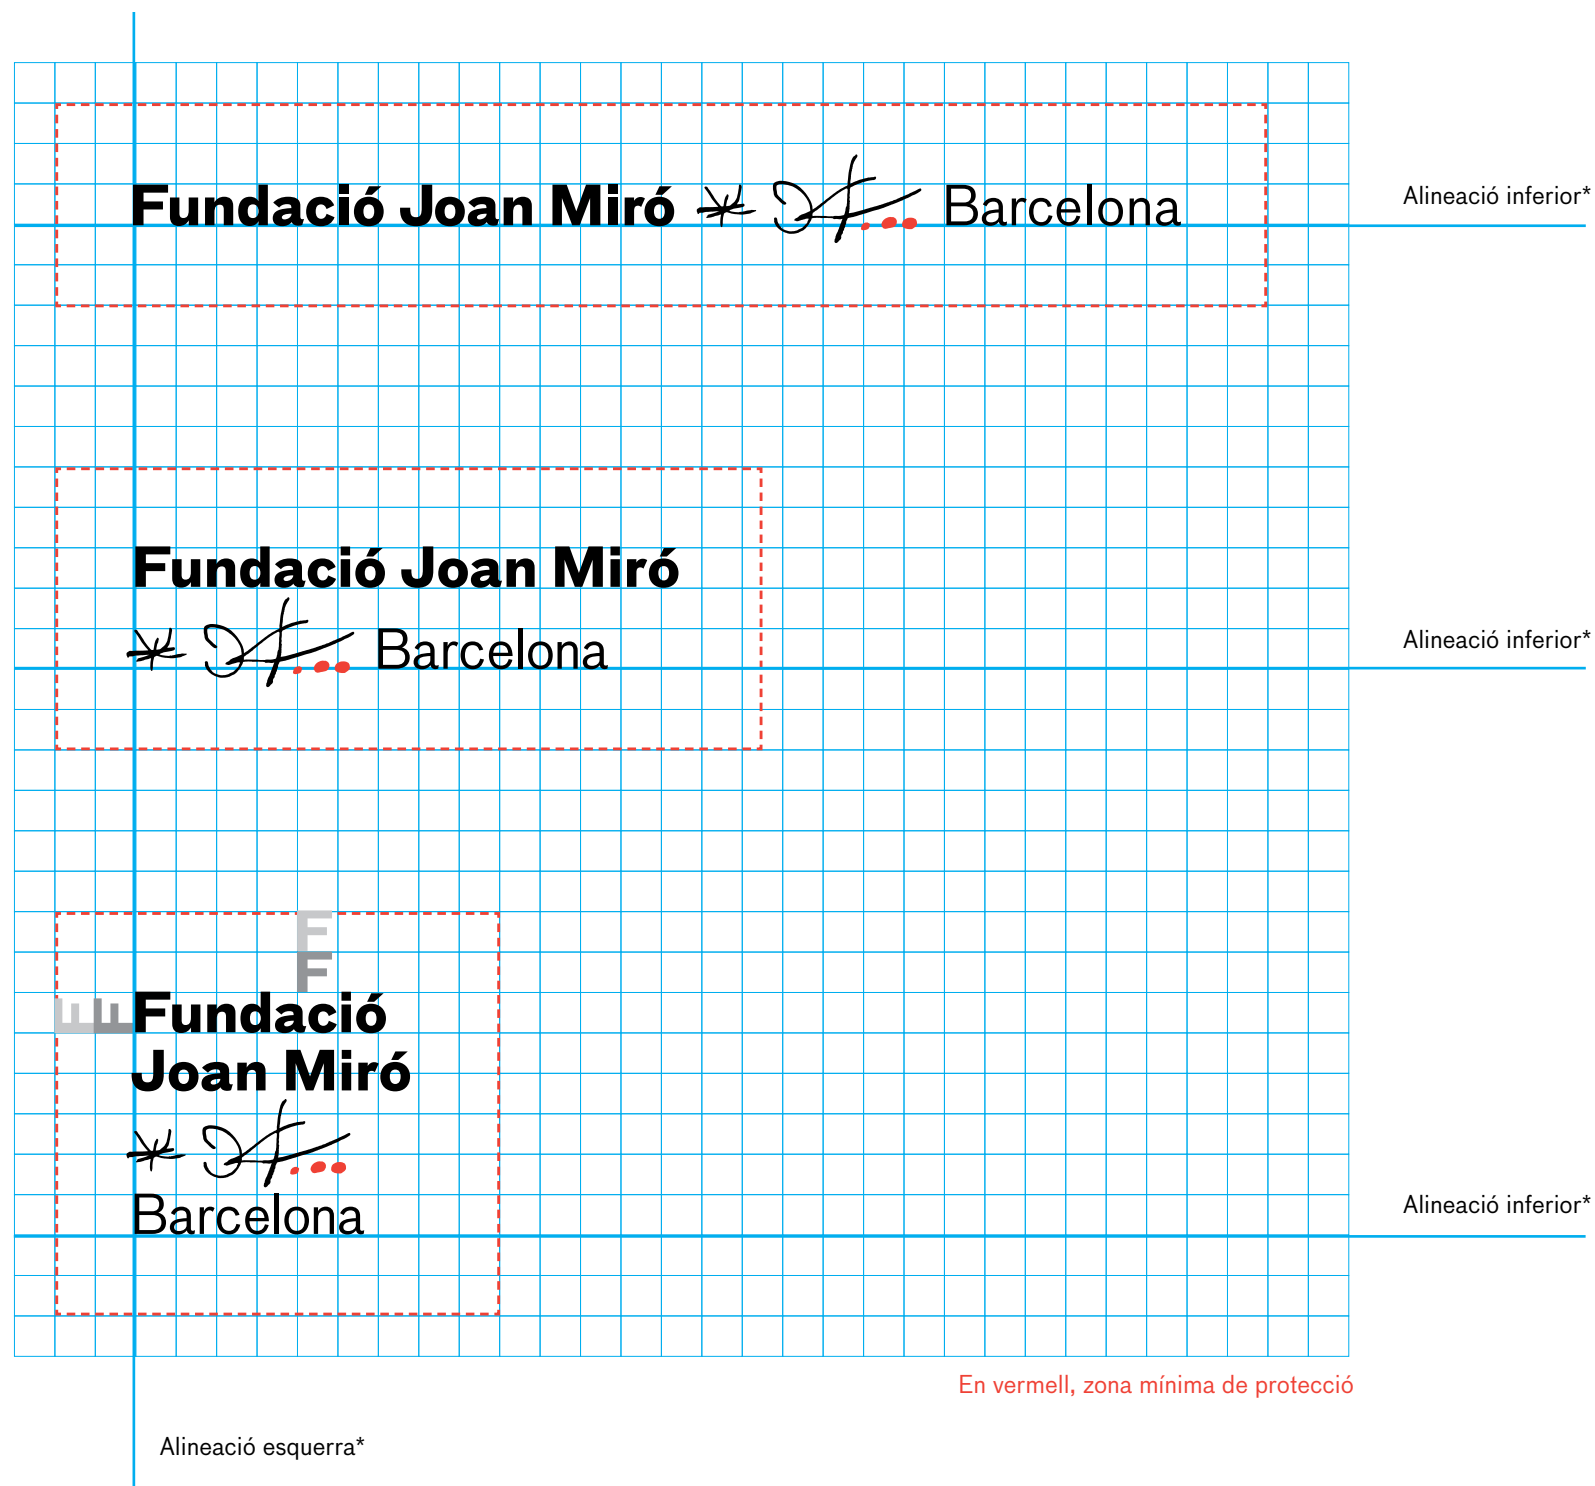 Fundació Joan Miró Barcelona
Alineació inferior*
Fundació Joan Miró
Barcelona
Alineació inferior*
F
F
F F Fundació
Joan Miró
Barcelona
Alineació inferior*
En vermell, zona mínima de protecció
Alineació esquerra*